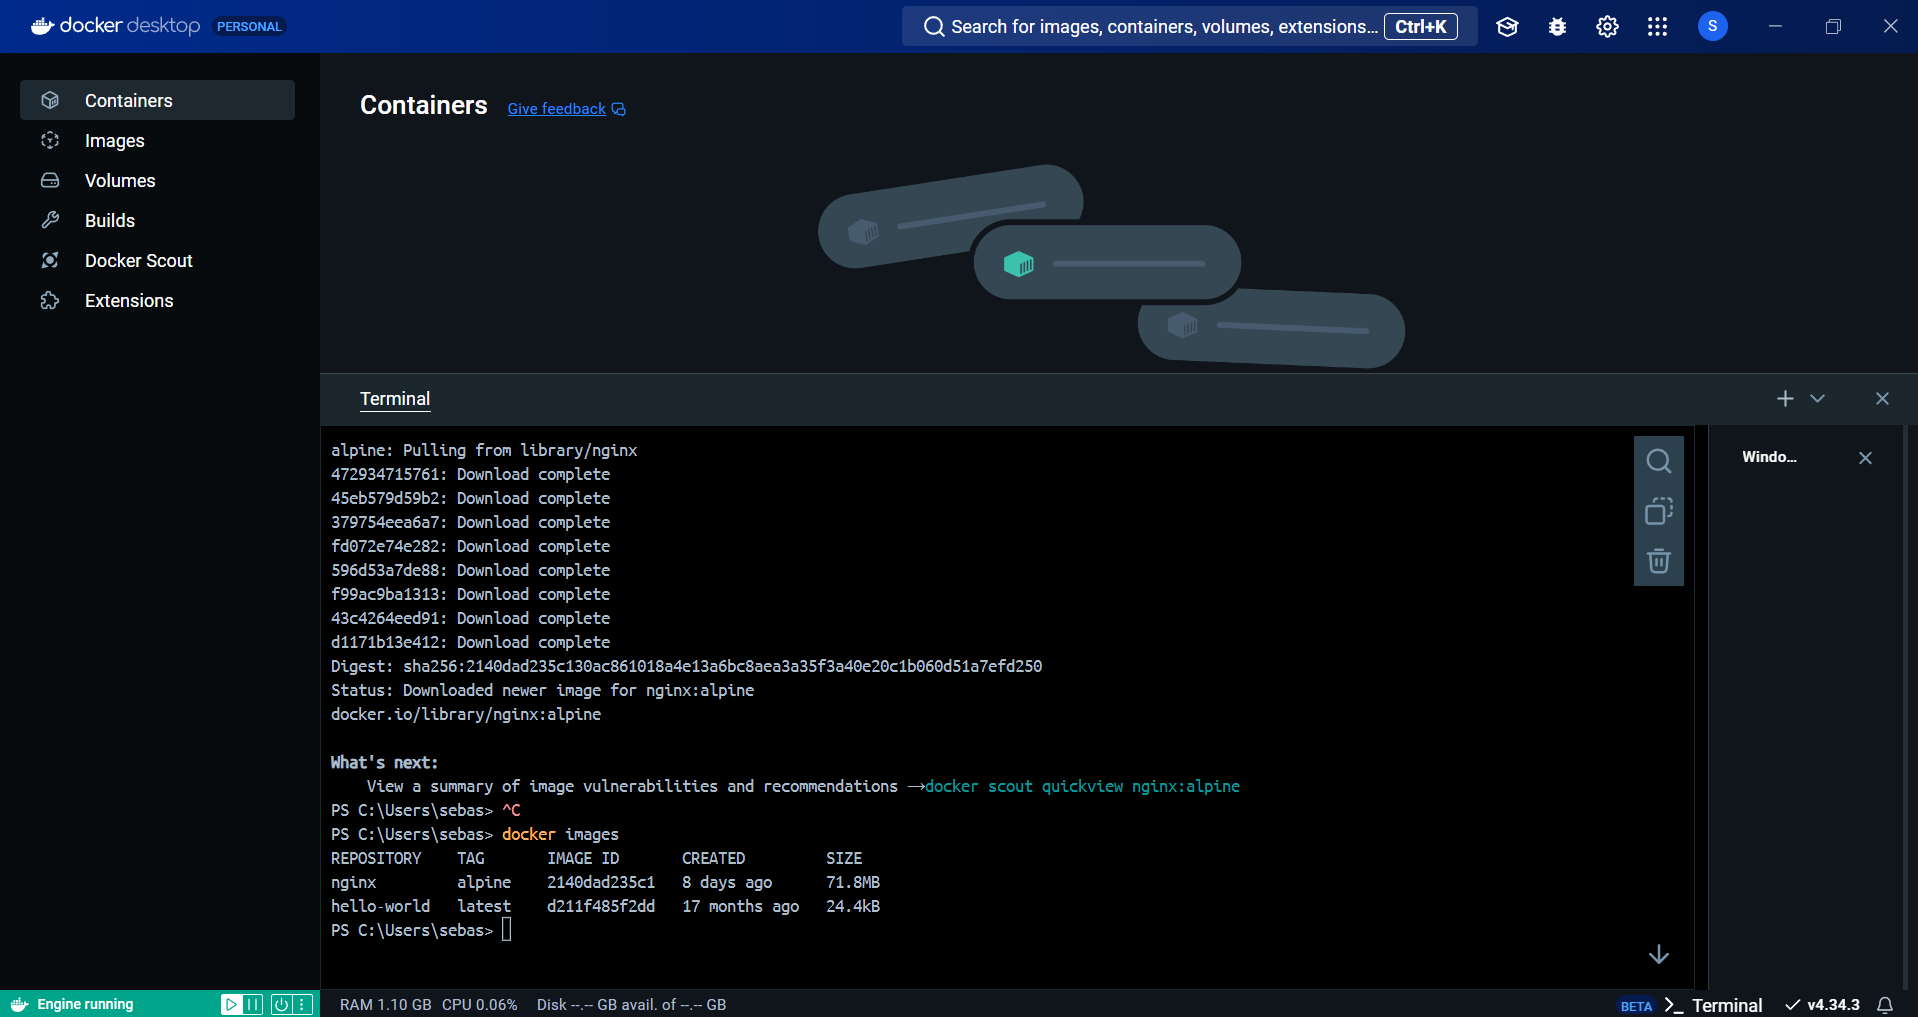 docker desktop PERSONAL
Search for images, containers, volumes, extensions... Ctrl+K
S
Containers
Images
Volumes
Builds
Docker Scout
Extensions
Containers Give feedback
Terminal
Windo...
alpine: Pulling from library/nginx
472934715761: Download complete
45eb579d59b2: Download complete
379754eea6a7: Download complete
fd072e74e282: Download complete
596d53a7de88: Download complete
f99ac9ba1313: Download complete
43c4264eed91: Download complete
d1171b13e412: Download complete
Digest: sha256:2140dad235c130ac861018a4e13a6bc8aea3a35f3a40e20c1b060d51a7efd250
Status: Downloaded newer image for nginx:alpine
docker.io/library/nginx:alpine
What's next:
View a summary of image vulnerabilities and recommendations →docker scout quickview nginx:alpine
PS C:\Users\sebas> ^C
PS C:\Users\sebas> docker images
REPOSITORY TAG IMAGE ID CREATED SIZE
nginx alpine 2140dad235c1 8 days ago 71.8MB
hello-world latest d211f485f2dd 17 months ago 24.4kB
PS C:\Users\sebas>
Engine running
RAM 1.10 GB CPU 0.06% Disk --.-- GB avail. of --.-- GB
BETA >_ Terminal v4.34.3